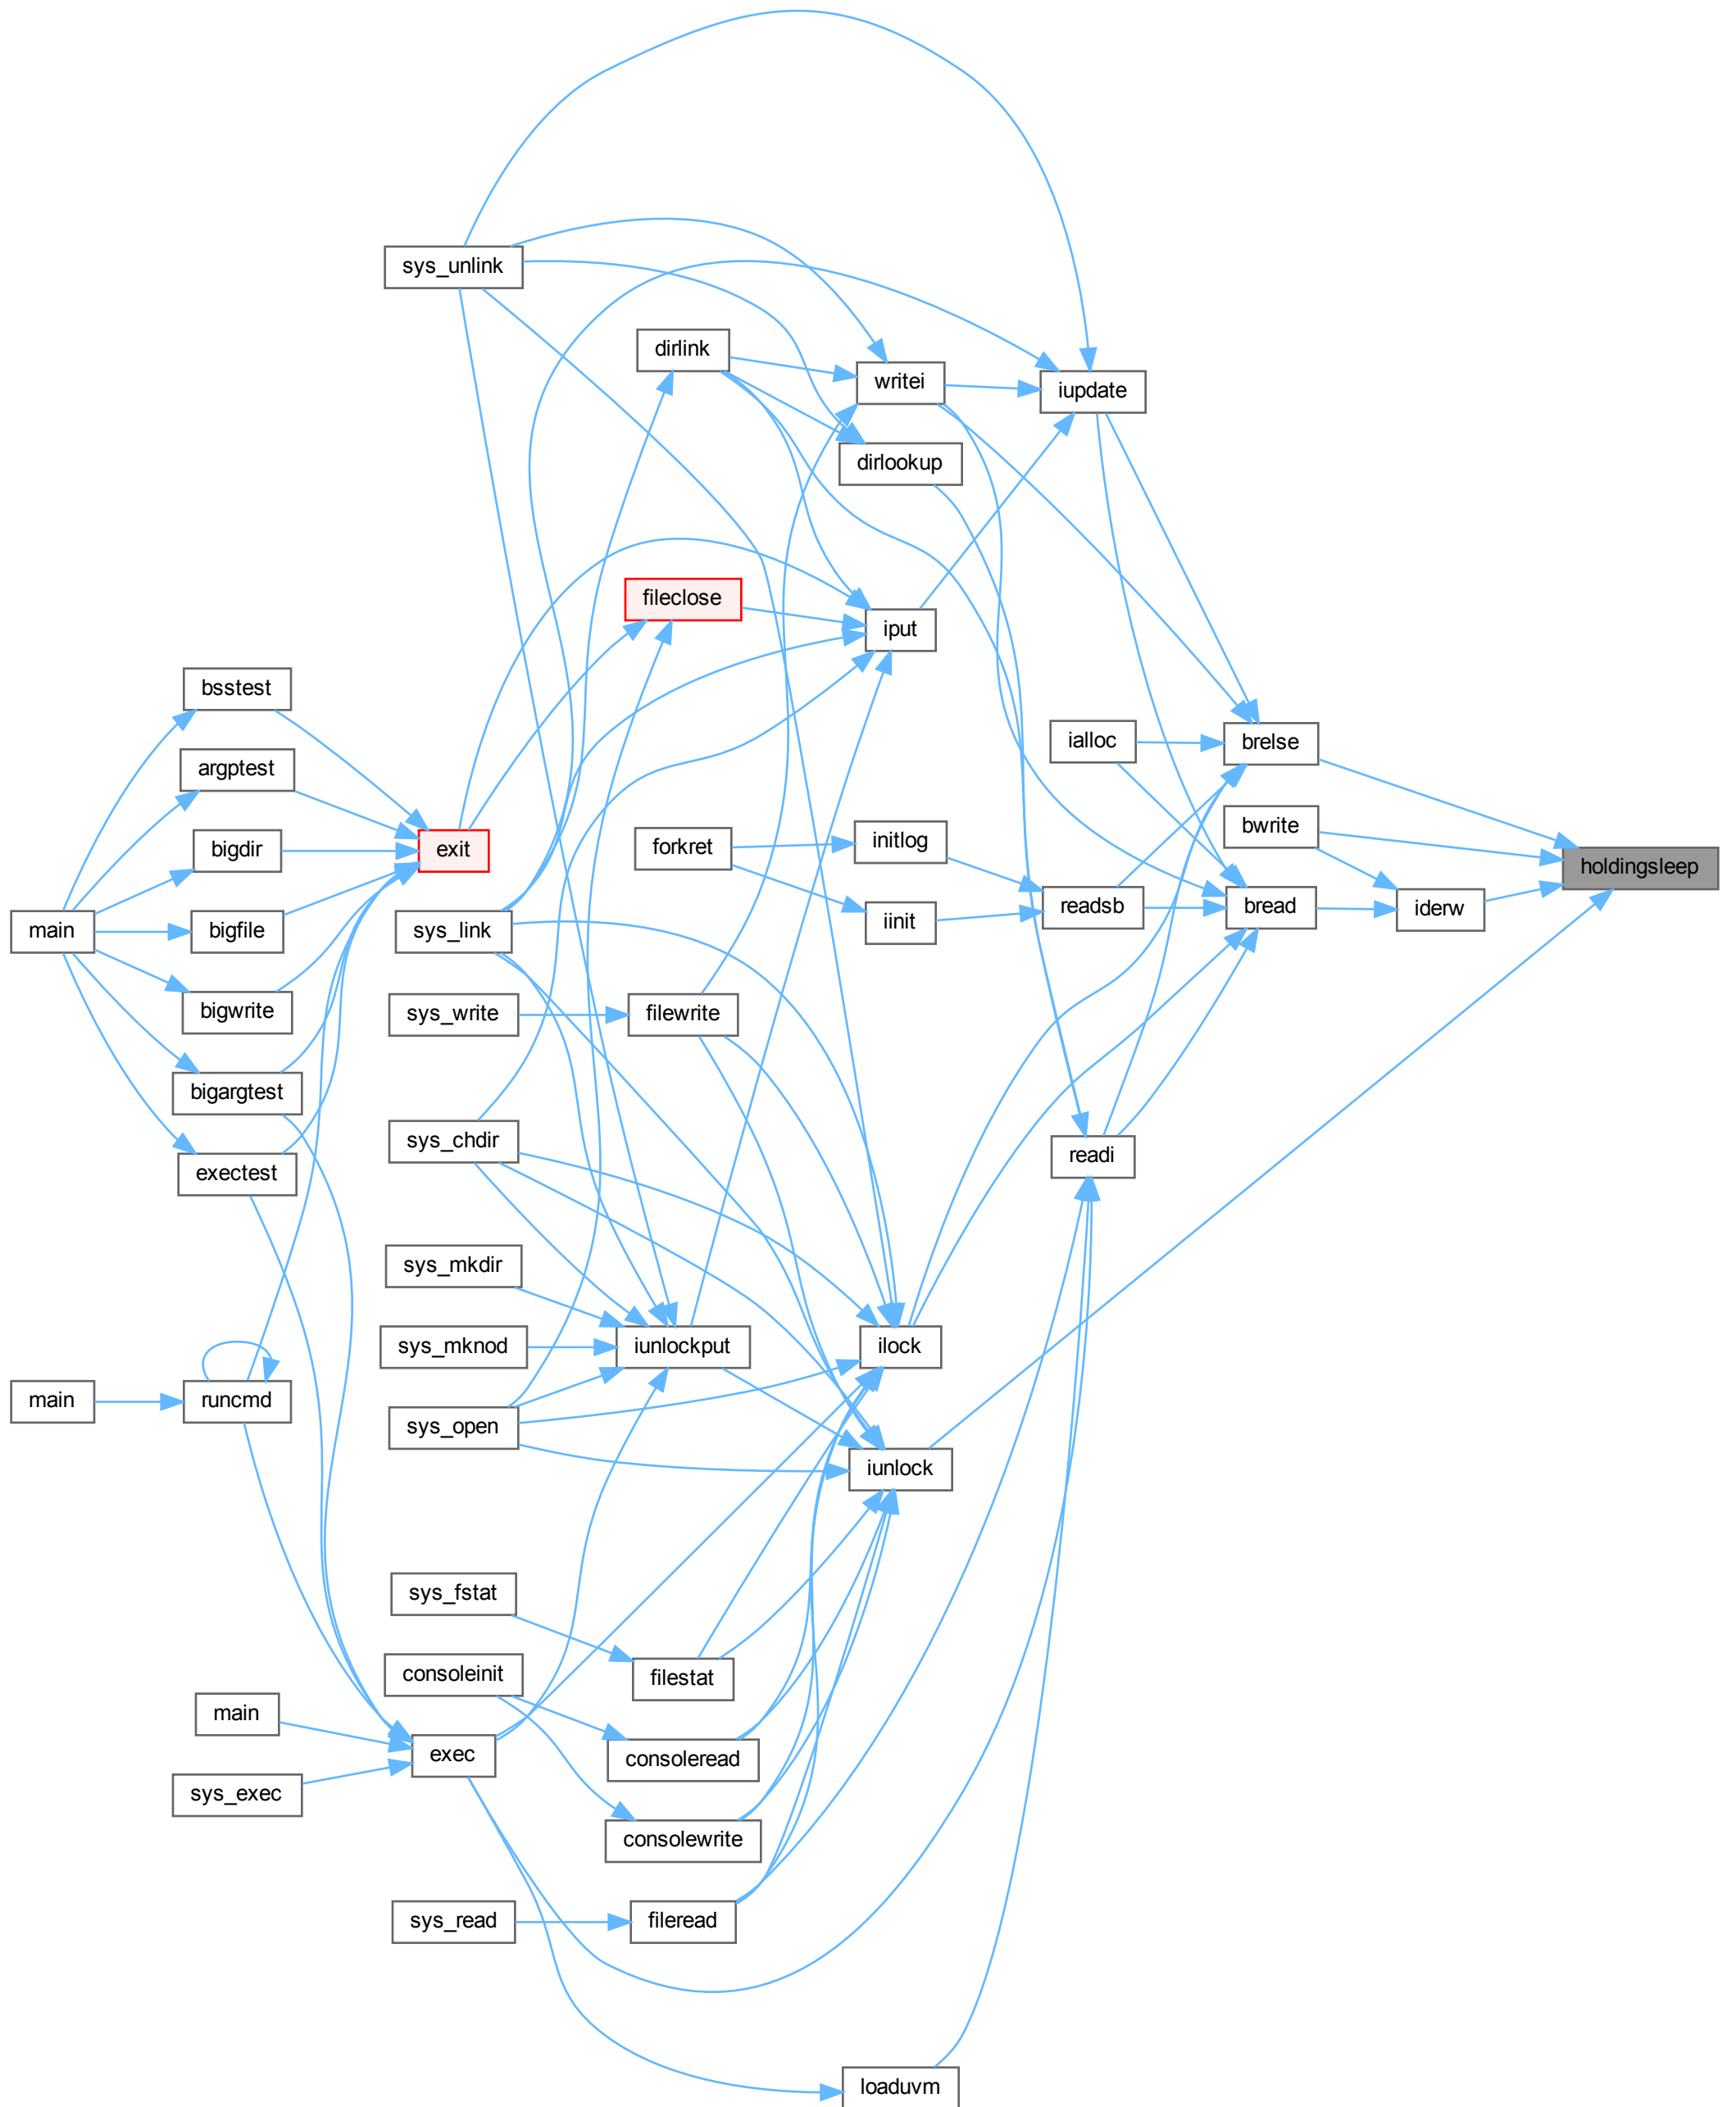 sys_unlink
dirlink
writei
iupdate
dirlookup
fileclose
iput
bsstest
ialloc
brelse
argptest
bwrite
exit
bigdir
forkret
initlog
holdingsleep
main
bigfile
sys_link
iinit
readsb
bread
iderw
bigwrite
sys_write
filewrite
bigargtest
sys_chdir
readi
exectest
sys_mkdir
sys_mknod
iunlockput
ilock
main
runcmd
sys_open
iunlock
sys_fstat
consoleinit
filestat
main
exec
consoleread
sys_exec
consolewrite
sys_read
fileread
loaduvm